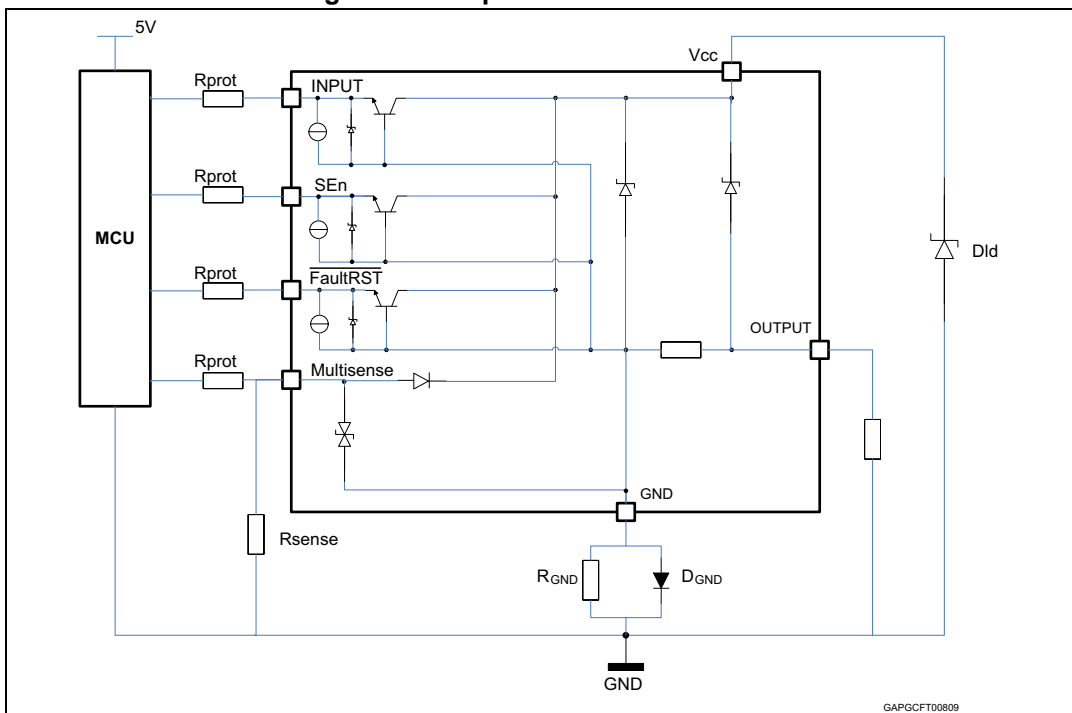 5V
Vcc
Rprot
INPUT
Rprot
SEn
MCU
Dld
Rprot
FaultRST
OUTPUT
Rprot
Multisense
GND
Rsense
RGND
DGND
GND
GAPGCFT00809